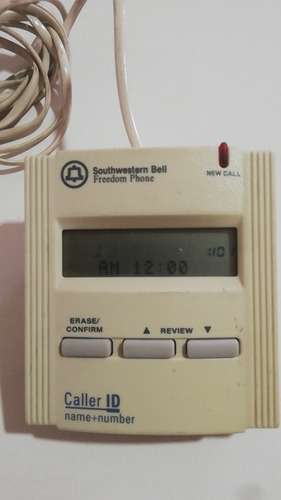 Southwestern Bell
Freedom Phone
NEW CALL
AM 12:00
ERASE/
CONFIRM
▲ REVIEW ▼
Caller ID
name+number